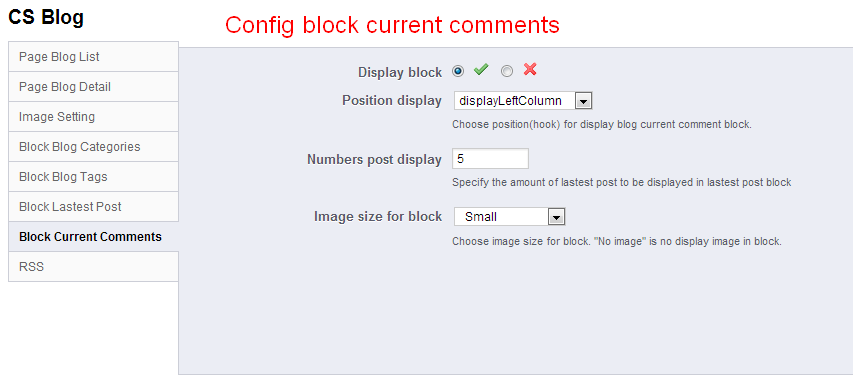 CS Blog
Config block current comments
Page Blog List
Page Blog Detail
Image Setting
Block Blog Categories
Block Blog Tags
Block Lastest Post
Block Current Comments
RSS
Display block
Position display displayLeftColumn
Choose position(hook) for display blog current comment block.
Numbers post display 5
Specify the amount of lastest post to be displayed in lastest post block
Image size for block Small
Choose image size for block. "No image" is no display image in block.